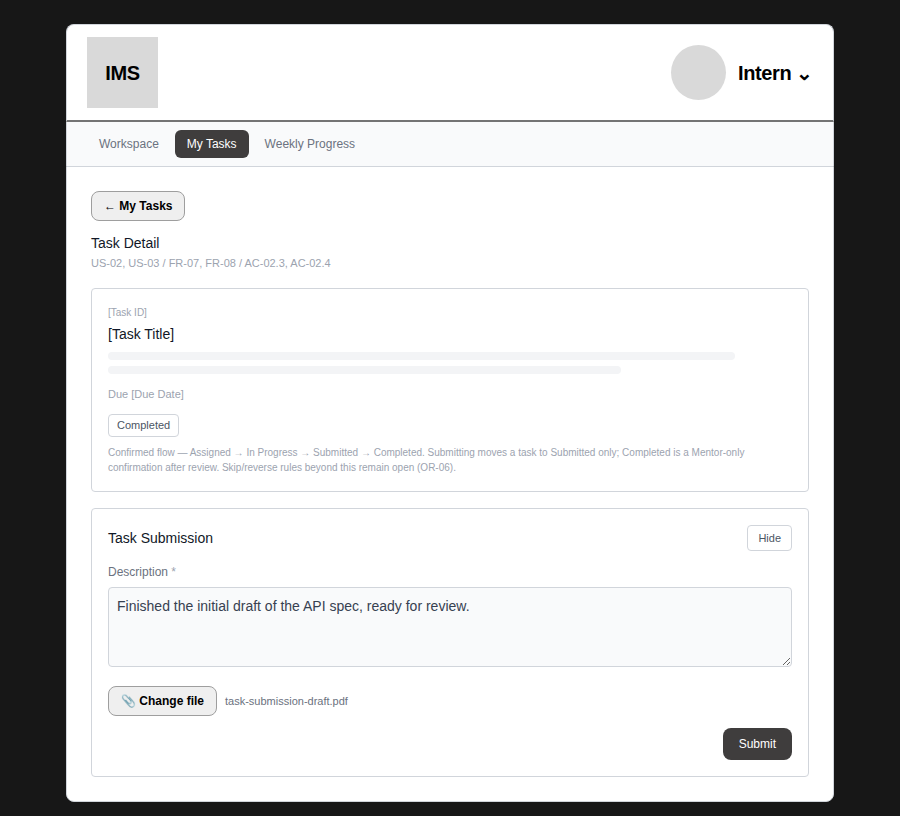 IMS
Intern
Workspace
My Tasks
Weekly Progress
← My Tasks
Task Detail
US-02, US-03 / FR-07, FR-08 / AC-02.3, AC-02.4
[Task ID]
[Task Title]
Due [Due Date]
Completed
Confirmed flow — Assigned → In Progress → Submitted → Completed. Submitting moves a task to Submitted only; Completed is a Mentor-only
confirmation after review. Skip/reverse rules beyond this remain open (OR-06).
Task Submission
Hide
Description *
Finished the initial draft of the API spec, ready for review.
📎 Change file
task-submission-draft.pdf
Submit